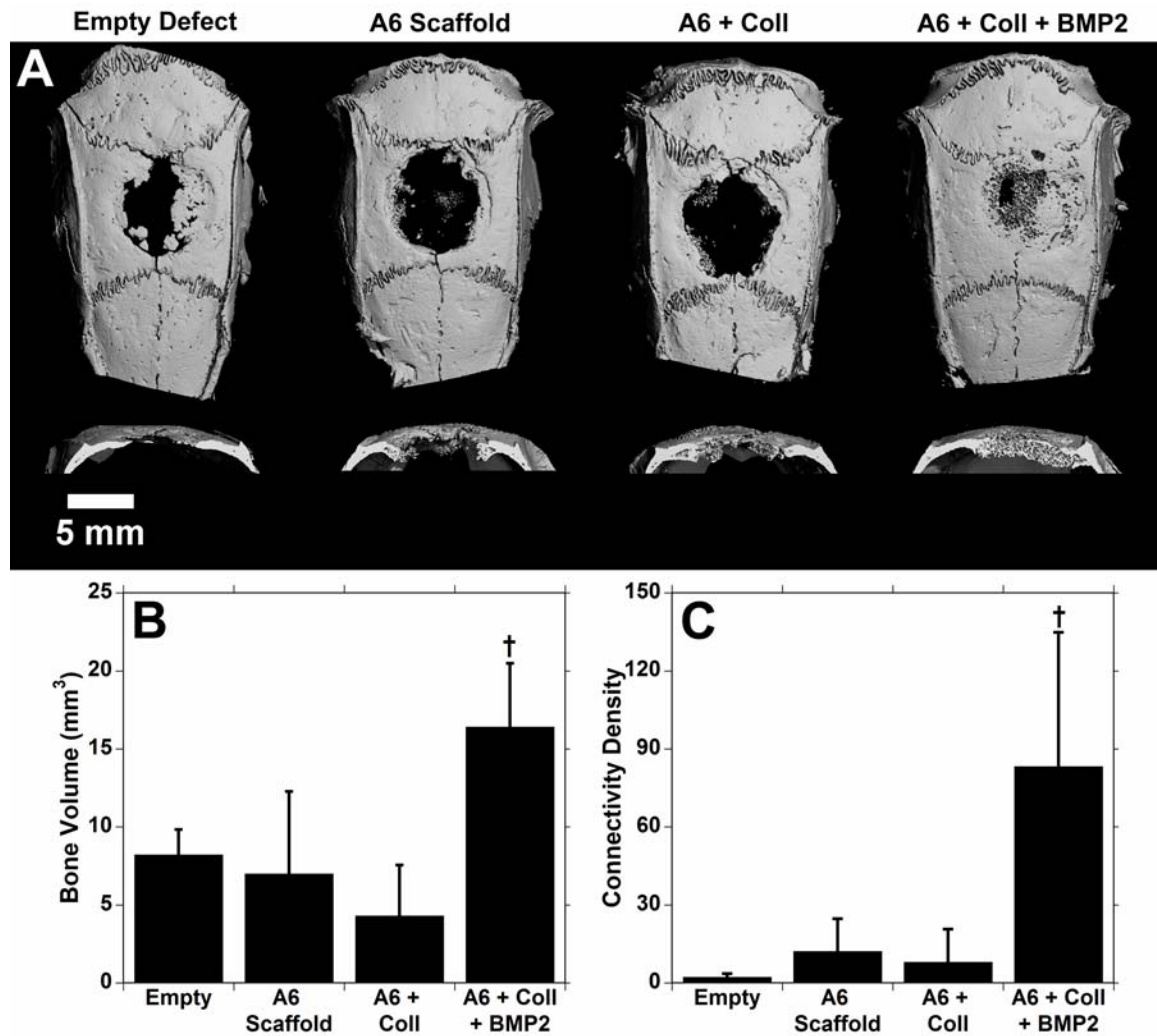 Empty Defect A6 Scaffold A6 + Coll A6 + Coll + BMP2
A
5 mm
B
Bone Volume (mm³)
25
20
15
10
5
0
†
Empty A6 A6 + A6 + Coll
Scaffold Coll + BMP2
C
Connectivity Density
150
120
90
60
30
0
†
Empty A6 A6 + A6 + Coll
Scaffold Coll + BMP2